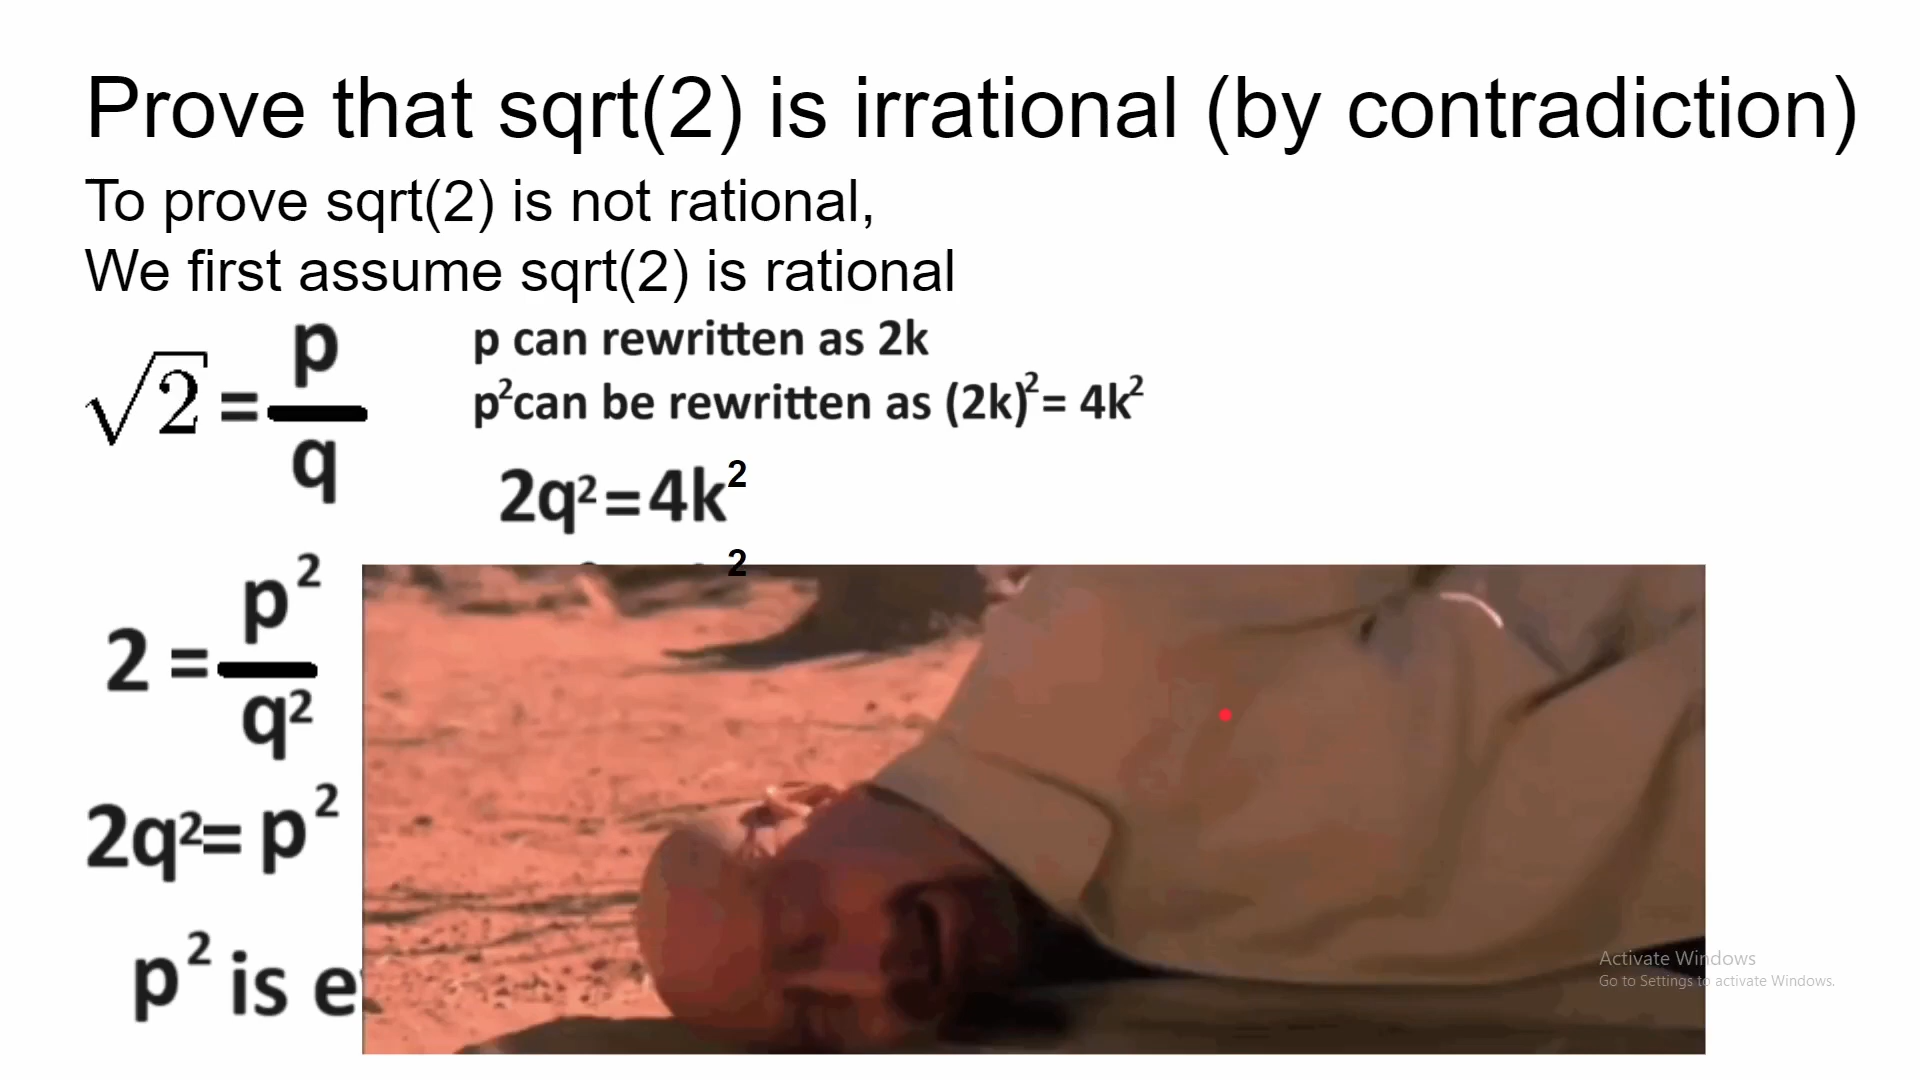 Prove that sqrt(2) is irrational (by contradiction)
To prove sqrt(2) is not rational,
We first assume sqrt(2) is rational
√2 = p/q
2 = p²/q²
2q² = p²
p² is e
p can rewritten as 2k
p² can be rewritten as (2k)² = 4k²
2q² = 4k²
2
Activate Windows
Go to Settings to activate Windows.